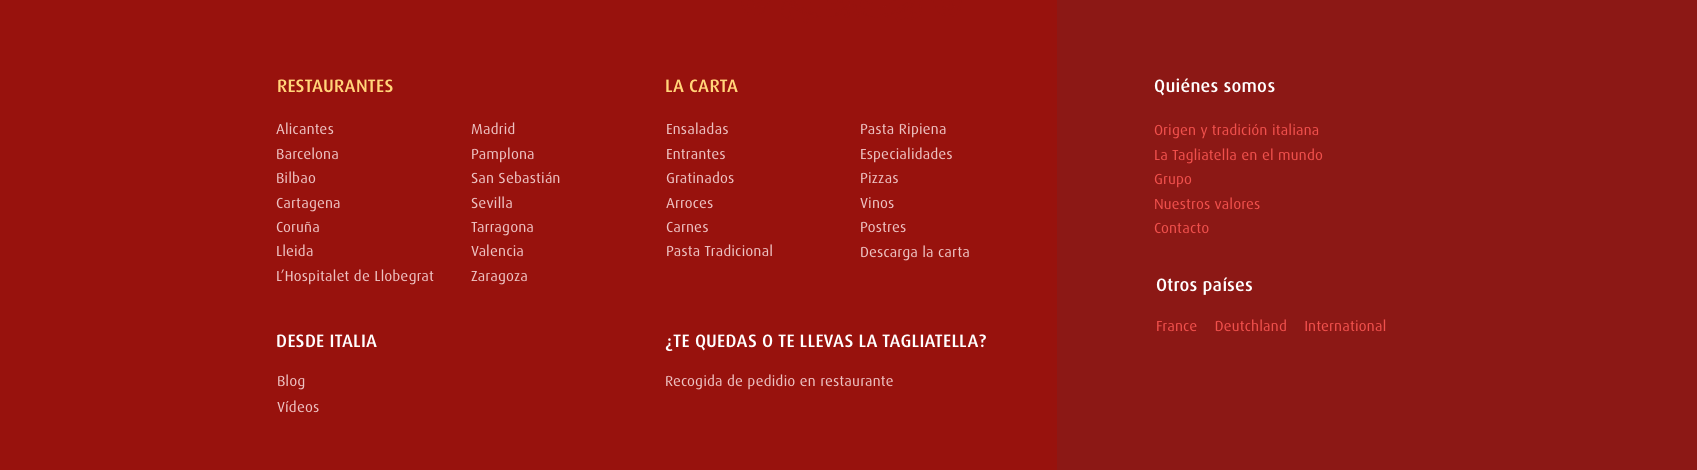 RESTAURANTES
Alicantes
Barcelona
Bilbao
Cartagena
Coruña
Lleida
L’Hospitalet de Llobegrat
Madrid
Pamplona
San Sebastián
Sevilla
Tarragona
Valencia
Zaragoza
LA CARTA
Ensaladas
Entrantes
Gratinados
Arroces
Carnes
Pasta Tradicional
Pasta Ripiena
Especialidades
Pizzas
Vinos
Postres
Descarga la carta
DESDE ITALIA
Blog
Vídeos
¿TE QUEDAS O TE LLEVAS LA TAGLIATELLA?
Recogida de pedidio en restaurante
Quiénes somos
Origen y tradición italiana
La Tagliatella en el mundo
Grupo
Nuestros valores
Contacto
Otros países
France Deutchland International